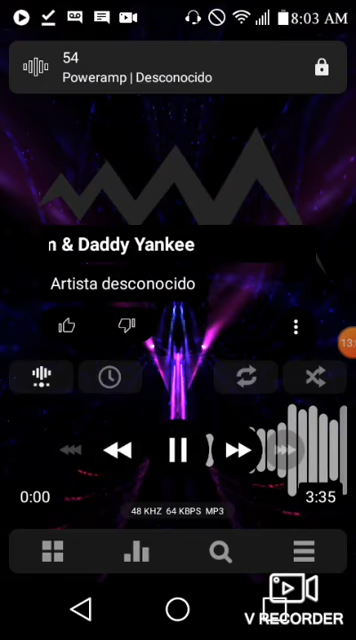 8:03 AM
54
Poweramp | Desconocido
& Daddy Yankee
Artista desconocido
13:
0:00
3:35
48 KHZ 64 KBPS MP3
V RECORDER